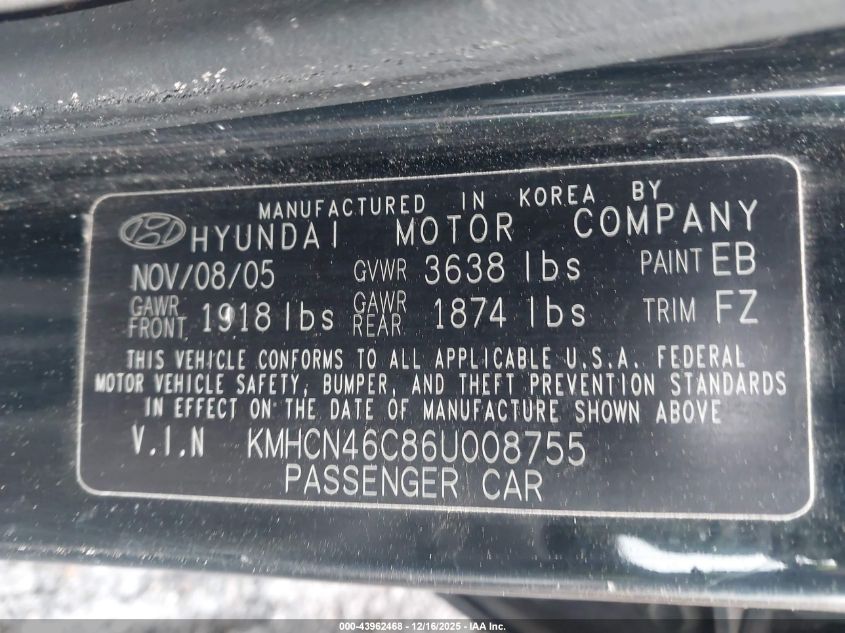 MANUFACTURED IN KOREA BY
HYUNDAI MOTOR COMPANY
NOV/08/05 GVWR 3638 lbs PAINT EB
GAWR FRONT 1918 lbs GAWR REAR 1874 lbs TRIM FZ
THIS VEHICLE CONFORMS TO ALL APPLICABLE U.S.A. FEDERAL
MOTOR VEHICLE SAFETY, BUMPER, AND THEFT PREVENTION STANDARDS
IN EFFECT ON THE DATE OF MANUFACTURE SHOWN ABOVE
V.I.N KMHCN46C86U008755
PASSENGER CAR
000-43962468 - 12/16/2025 - IAA Inc.